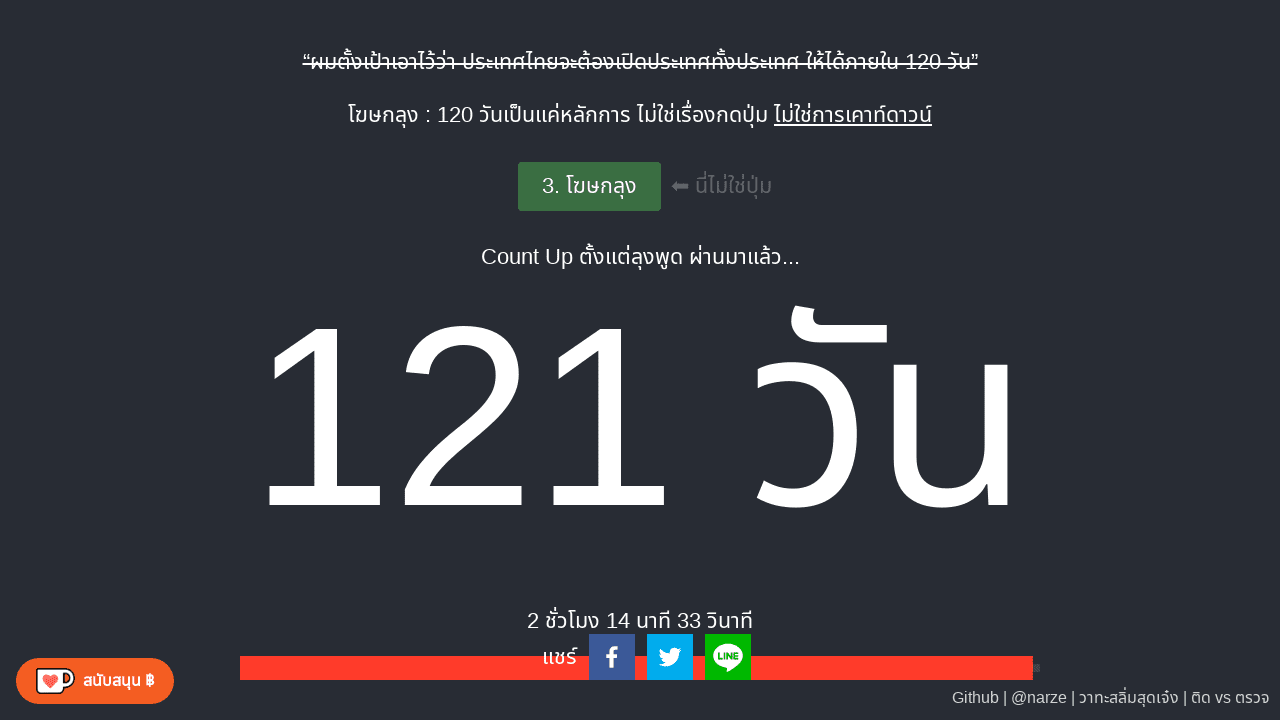 “ผมตั้งเป้าเอาไว้ว่า ประเทศไทยจะต้องเปิดประเทศทั้งประเทศ ให้ได้ภายใน 120 วัน”
โฆษกลุง : 120 วันเป็นแค่หลักการ ไม่ใช่เรื่องกดปุ่ม ไม่ใช่การเคาท์ดาวน์
3. โฆษกลุง ⬅ นี่ไม่ใช่ปุ่ม
Count Up ตั้งแต่ลุงพูด ผ่านมาแล้ว...
121 วัน
2 ชั่วโมง 14 นาที 33 วินาที
แชร์ LINE
สนับสนุน ฿
Github | @narze | วาทะสลิ่มสุดเจ๋ง | ติด vs ตรวจ